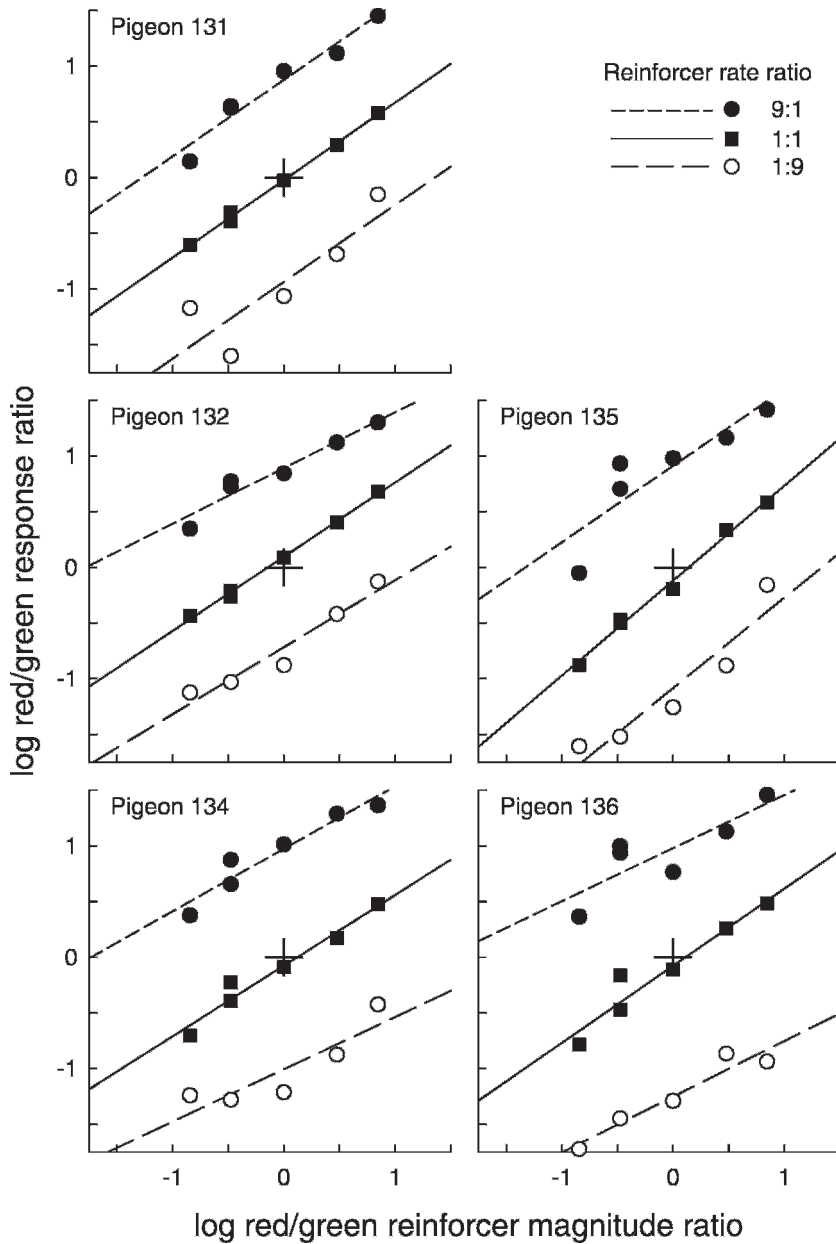 Pigeon 131
1
0
-1
Reinforcer rate ratio
9:1
1:1
1:9
log red/green response ratio
Pigeon 132
1
0
-1
Pigeon 135
Pigeon 134
1
0
-1
-1
0
1
Pigeon 136
-1
0
1
log red/green reinforcer magnitude ratio